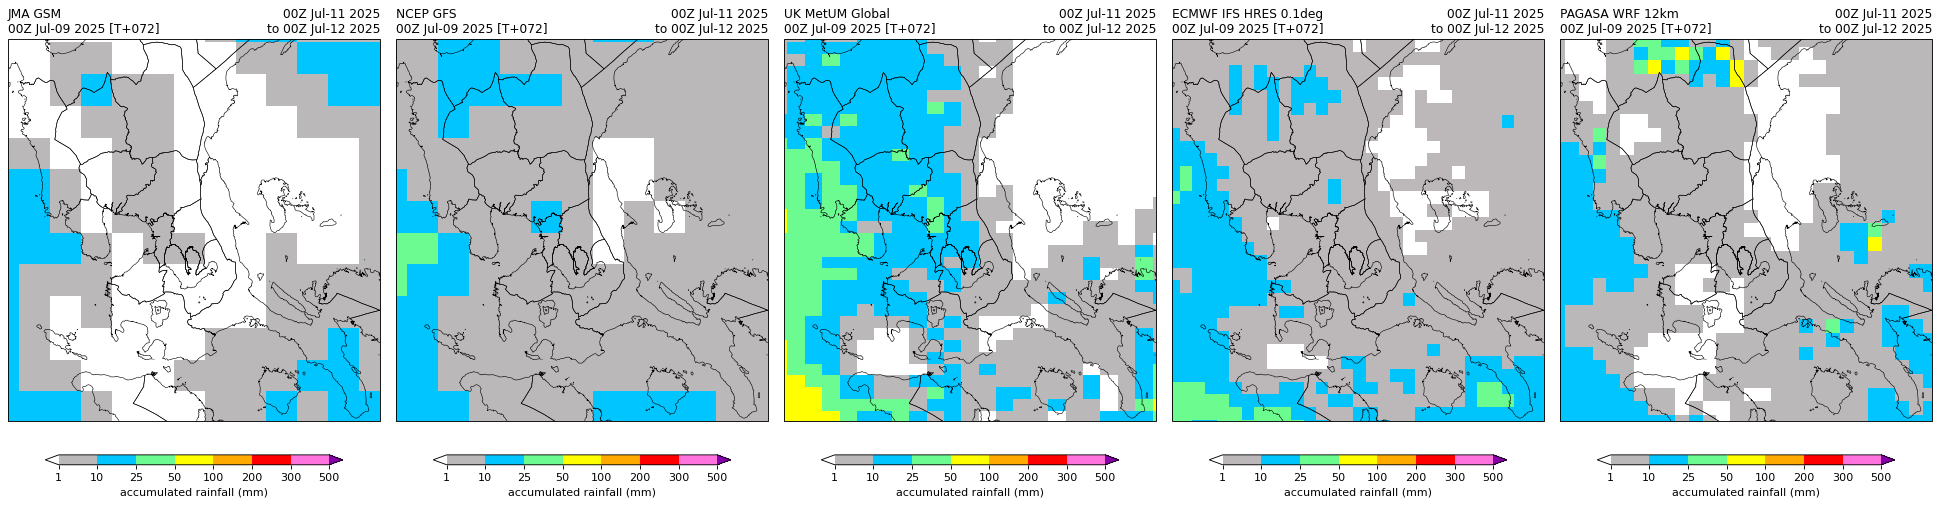 JMA GSM
00Z Jul-11 2025
00Z Jul-09 2025 [T+072]
to 00Z Jul-12 2025
1 10 25 50 100 200 300 500
accumulated rainfall (mm)
NCEP GFS
00Z Jul-11 2025
00Z Jul-09 2025 [T+072]
to 00Z Jul-12 2025
1 10 25 50 100 200 300 500
accumulated rainfall (mm)
UK MetUM Global
00Z Jul-11 2025
00Z Jul-09 2025 [T+072]
to 00Z Jul-12 2025
1 10 25 50 100 200 300 500
accumulated rainfall (mm)
ECMWF IFS HRES 0.1deg
00Z Jul-11 2025
00Z Jul-09 2025 [T+072]
to 00Z Jul-12 2025
1 10 25 50 100 200 300 500
accumulated rainfall (mm)
PAGASA WRF 12km
00Z Jul-11 2025
00Z Jul-09 2025 [T+072]
to 00Z Jul-12 2025
1 10 25 50 100 200 300 500
accumulated rainfall (mm)